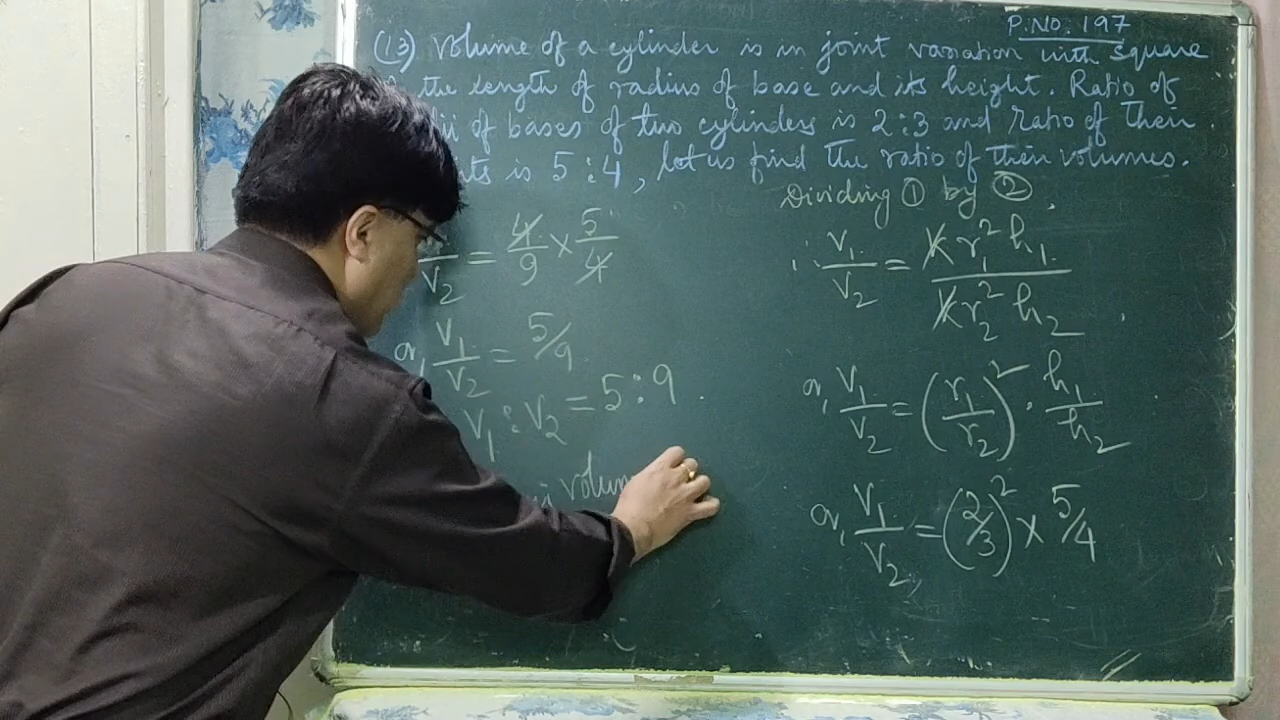 P.NO. 197
(13) Volume of a cylinder is in joint variation with square
the length of radius of base and its height. Ratio of
ii of bases of two cylinders is 2:3 and ratio of their
ts is 5:4, let us find the ratio of their volumes.
V₂ = 4/9 × 5/4
or, V₁/V₂ = 5/9
V₁ : V₂ = 5:9
volum
Dividing ① by ②
V₁/V₂ = K r₁² h₁ / K r₂² h₂
or, V₁/V₂ = (r₁/r₂)² · h₁/h₂
or, V₁/V₂ = (2/3)² × 5/4